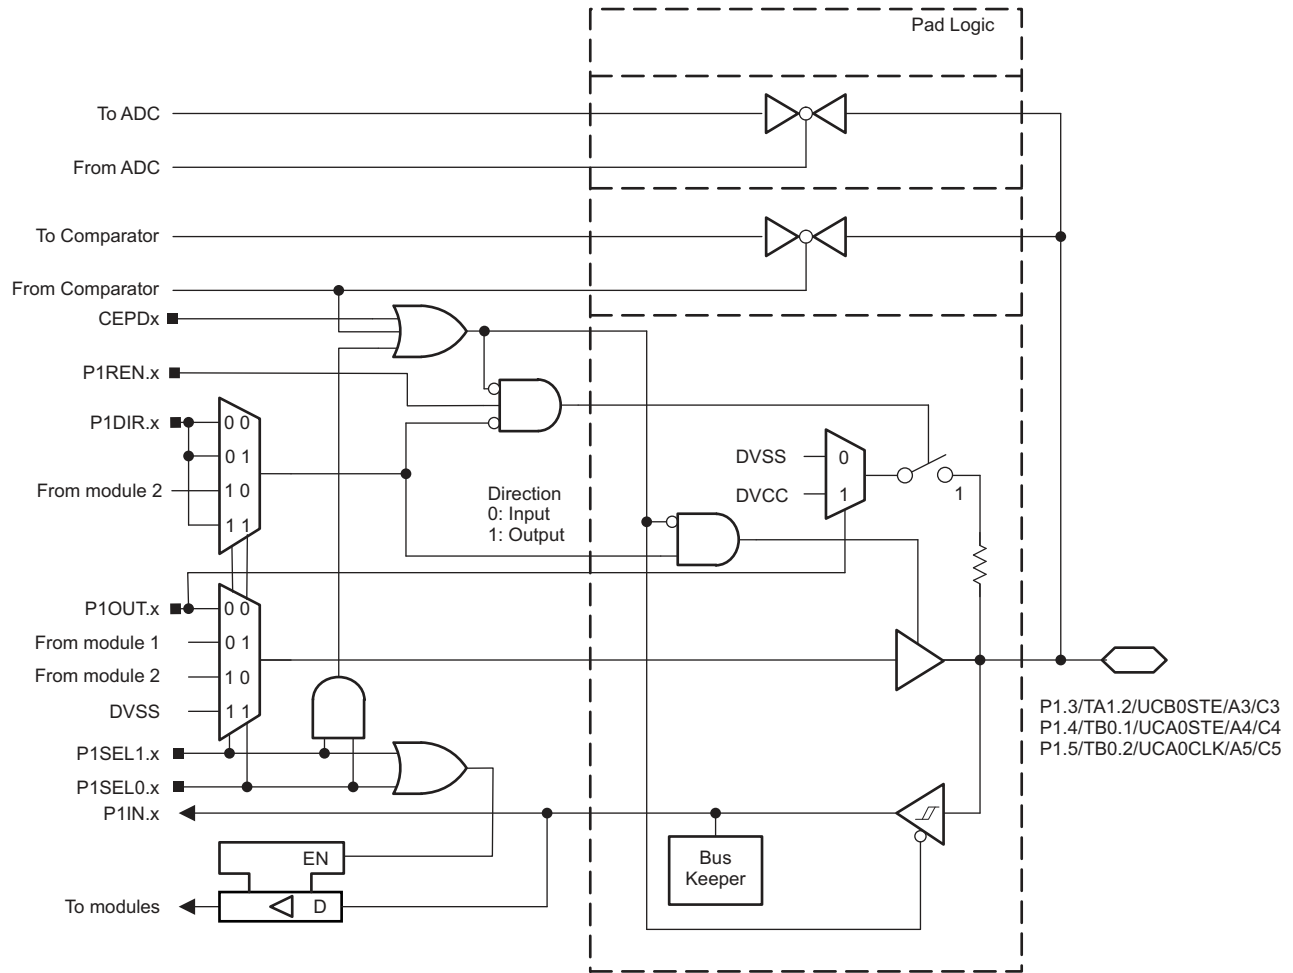 Pad Logic
To ADC
From ADC
To Comparator
From Comparator
CEPDx
P1REN.x
P1DIR.x
0 0
0 1
From module 2
1 0
1 1
Direction
0: Input
1: Output
DVSS
0
DVCC
1
1
P1OUT.x
0 0
From module 1
0 1
From module 2
1 0
DVSS
1 1
P1SEL1.x
P1SEL0.x
P1IN.x
EN
To modules
D
Bus
Keeper
P1.3/TA1.2/UCB0STE/A3/C3
P1.4/TB0.1/UCA0STE/A4/C4
P1.5/TB0.2/UCA0CLK/A5/C5